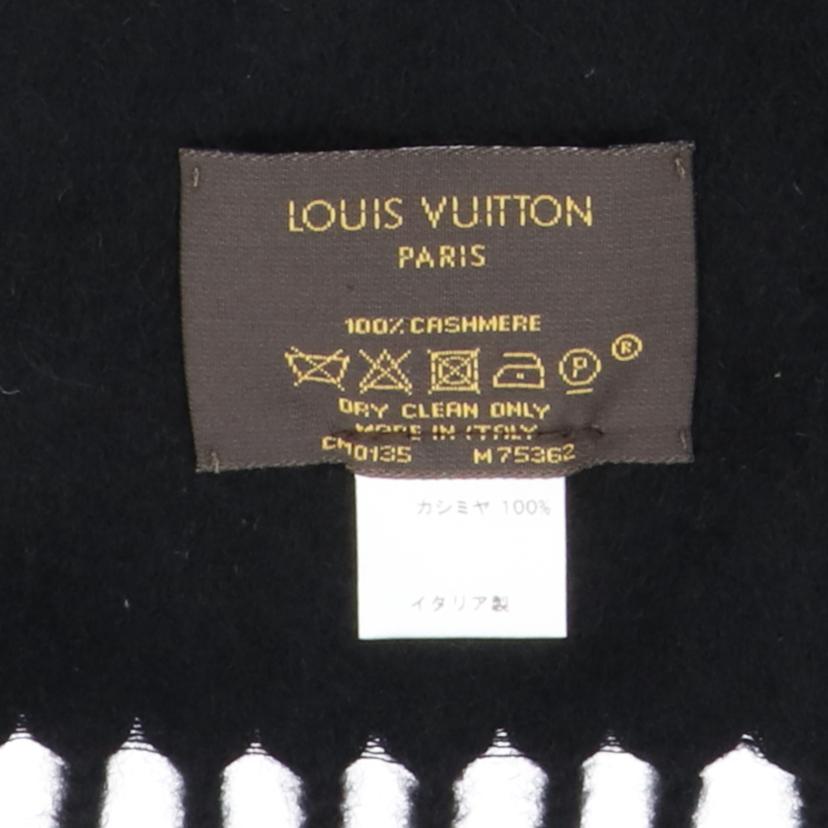 LOUIS VUITTON
PARIS
100% CASHMERE
P ®
DRY CLEAN ONLY
MADE IN ITALY
CM0135 M75362
カシミヤ 100%
イタリア製